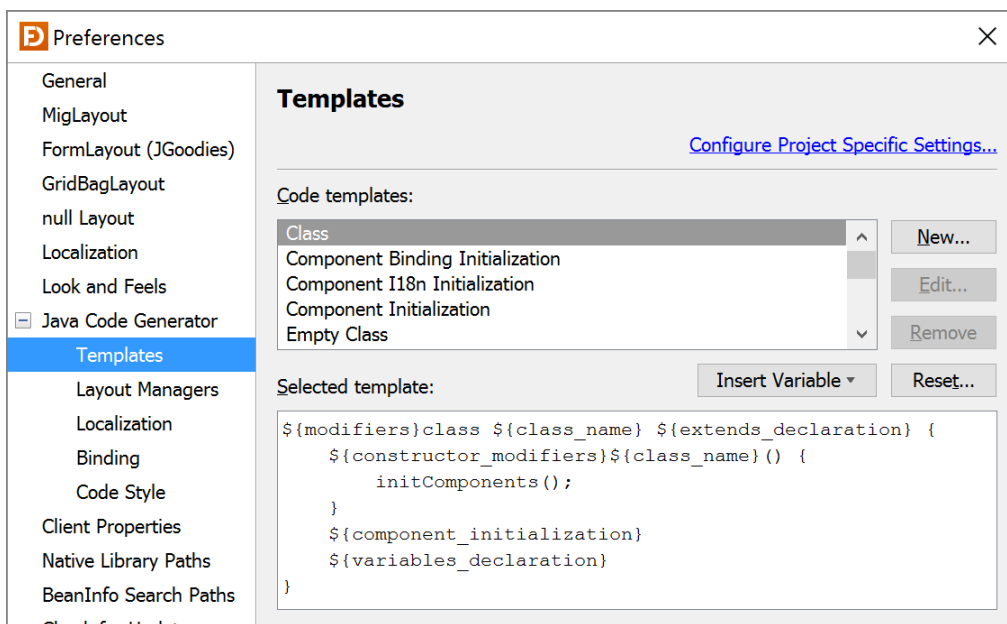 Preferences
General
MigLayout
FormLayout (JGoodies)
GridBagLayout
null Layout
Localization
Look and Feels
Java Code Generator
Templates
Layout Managers
Localization
Binding
Code Style
Client Properties
Native Library Paths
BeanInfo Search Paths
Templates
Configure Project Specific Settings...
Code templates:
Class
Component Binding Initialization
Component I18n Initialization
Component Initialization
Empty Class
New...
Edit...
Remove
Selected template:
Insert Variable
Reset...
${modifiers}class ${class_name} ${extends_declaration} {
    ${constructor_modifiers}${class_name}() {
        initComponents();
    }
    ${component_initialization}
    ${variables_declaration}
}